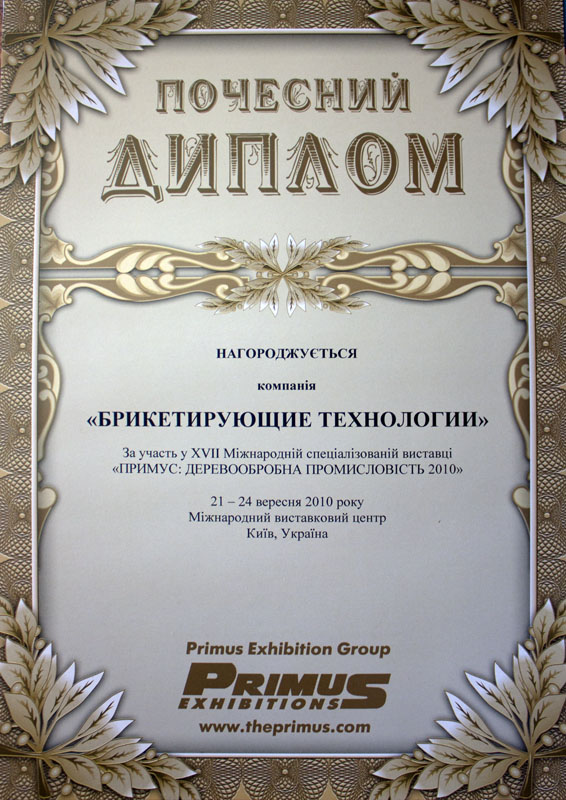 ПОЧЕСНИЙ
ДИПЛОМ
НАГОРОДЖУЄТЬСЯ
компанія
«БРИКЕТИРУЮЩИЕ ТЕХНОЛОГИИ»
За участь у XVII Міжнародній спеціалізованій виставці
«ПРИМУС: ДЕРЕВООБРОБНА ПРОМИСЛОВІСТЬ 2010»
21 – 24 вересня 2010 року
Міжнародний виставковий центр
Київ, Україна
Primus Exhibition Group
PRIMUS
EXHIBITIONS
www.theprimus.com